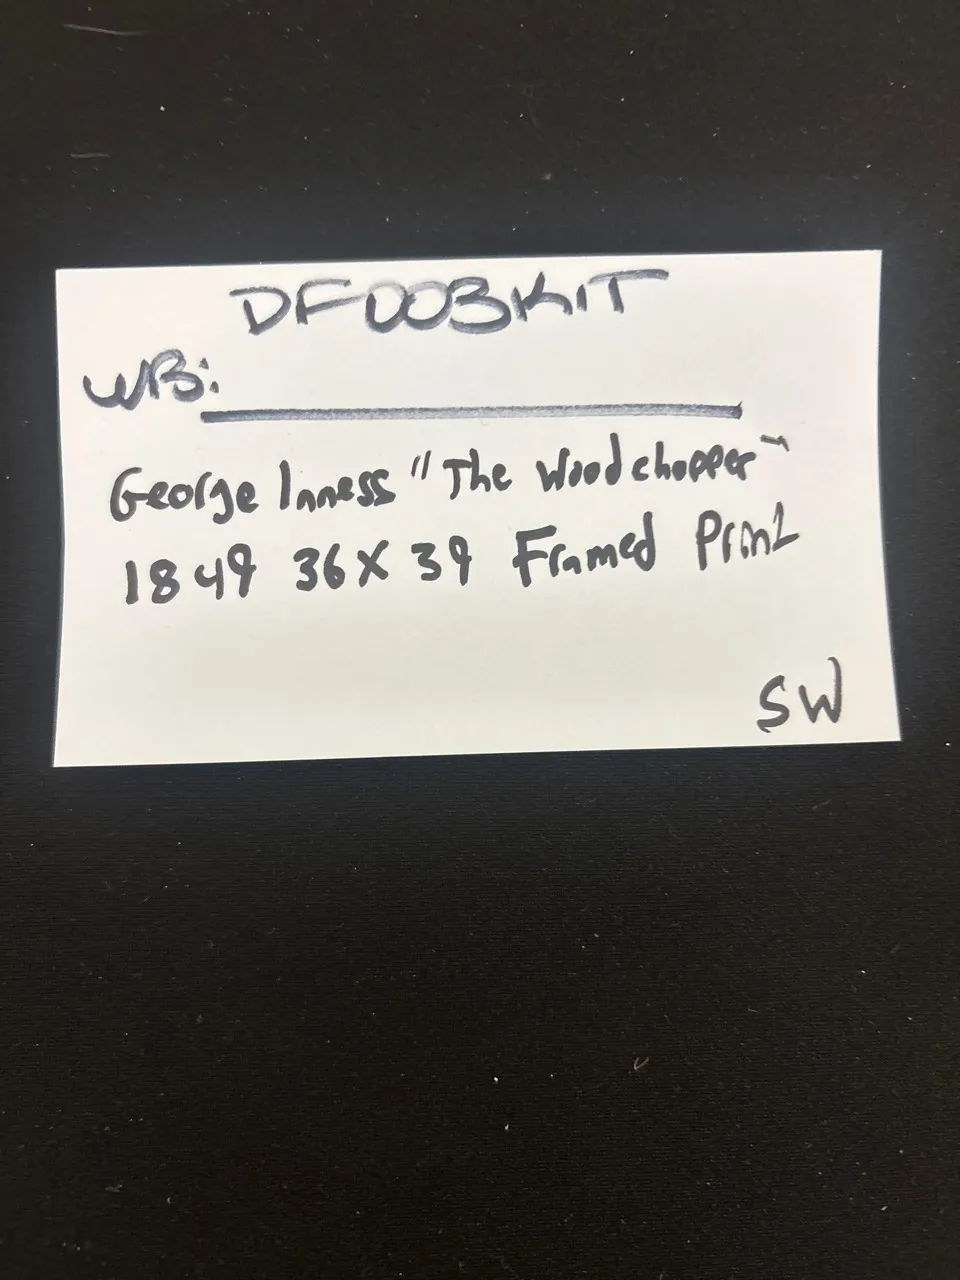 DF003KIT
WB:
George Inness "The Woodchopper"
1849 36X39 Framed Print
SW